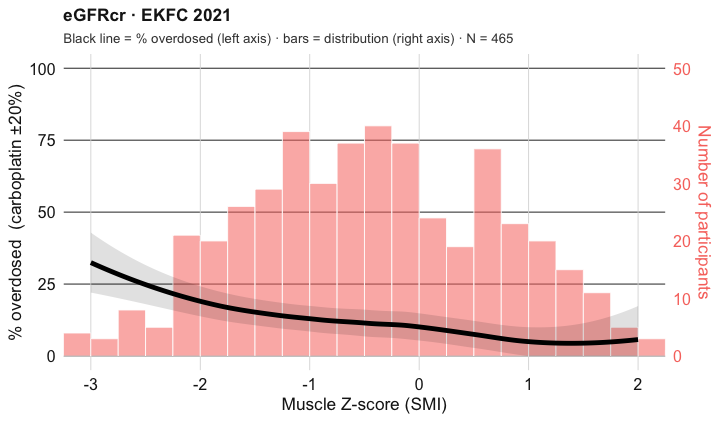 eGFRcr · EKFC 2021
Black line = % overdosed (left axis) · bars = distribution (right axis) · N = 465
% overdosed (carboplatin ±20%)
100
75
50
25
0
50
40
30
20
10
0
Number of participants
-3 -2 -1 0 1 2
Muscle Z-score (SMI)